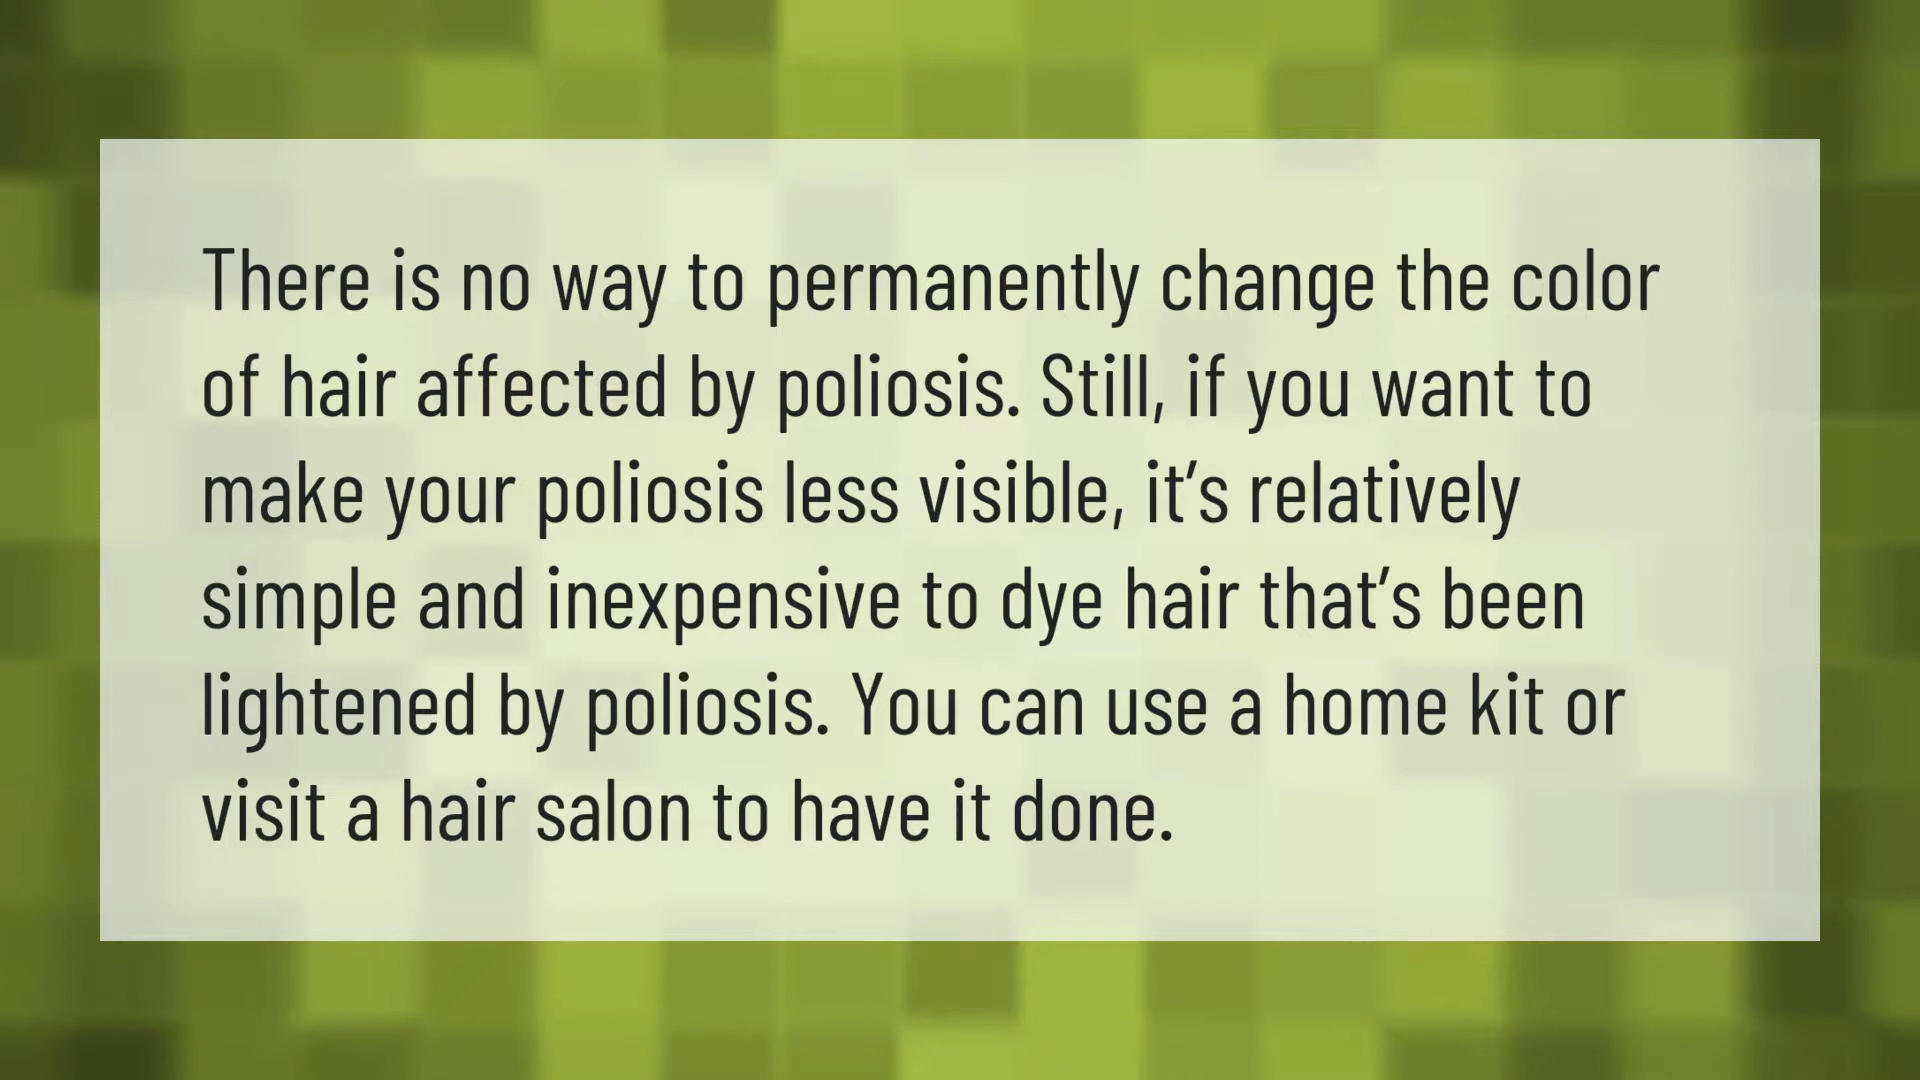 There is no way to permanently change the color
of hair affected by poliosis. Still, if you want to
make your poliosis less visible, it’s relatively
simple and inexpensive to dye hair that’s been
lightened by poliosis. You can use a home kit or
visit a hair salon to have it done.